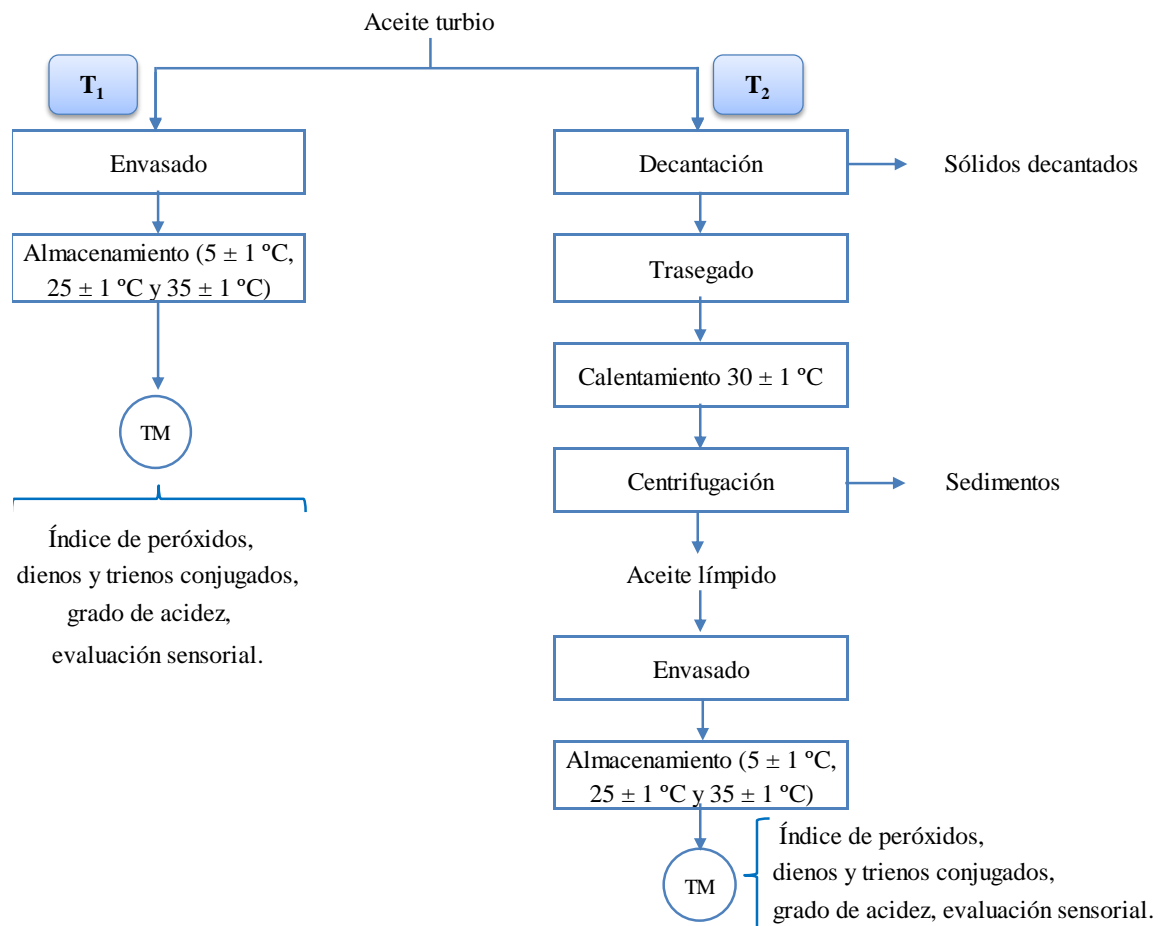 Aceite turbio
T1
Envasado
Almacenamiento (5 ± 1 ºC,
25 ± 1 ºC y 35 ± 1 ºC)
TM
Índice de peróxidos,
dienos y trienos conjugados,
grado de acidez,
evaluación sensorial.
T2
Decantación
Sólidos decantados
Trasegado
Calentamiento 30 ± 1 ºC
Centrifugación
Sedimentos
Aceite límpido
Envasado
Almacenamiento (5 ± 1 ºC,
25 ± 1 ºC y 35 ± 1 ºC)
TM
Índice de peróxidos,
dienos y trienos conjugados,
grado de acidez, evaluación sensorial.